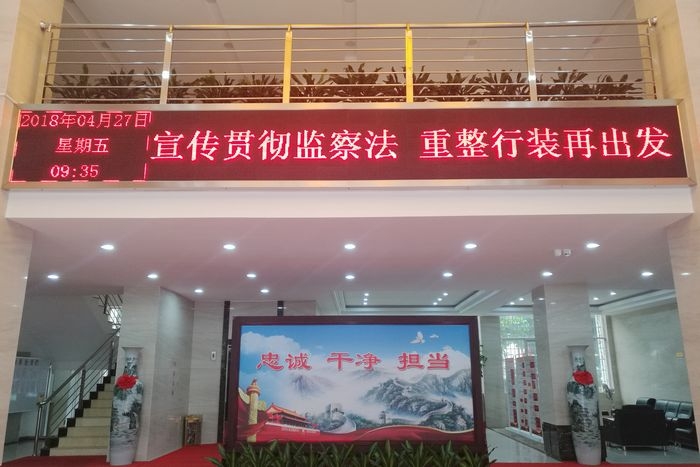 2018年04月27日
星期五
09:35
宣传贯彻监察法 重整行装再出发
忠诚 干净 担当